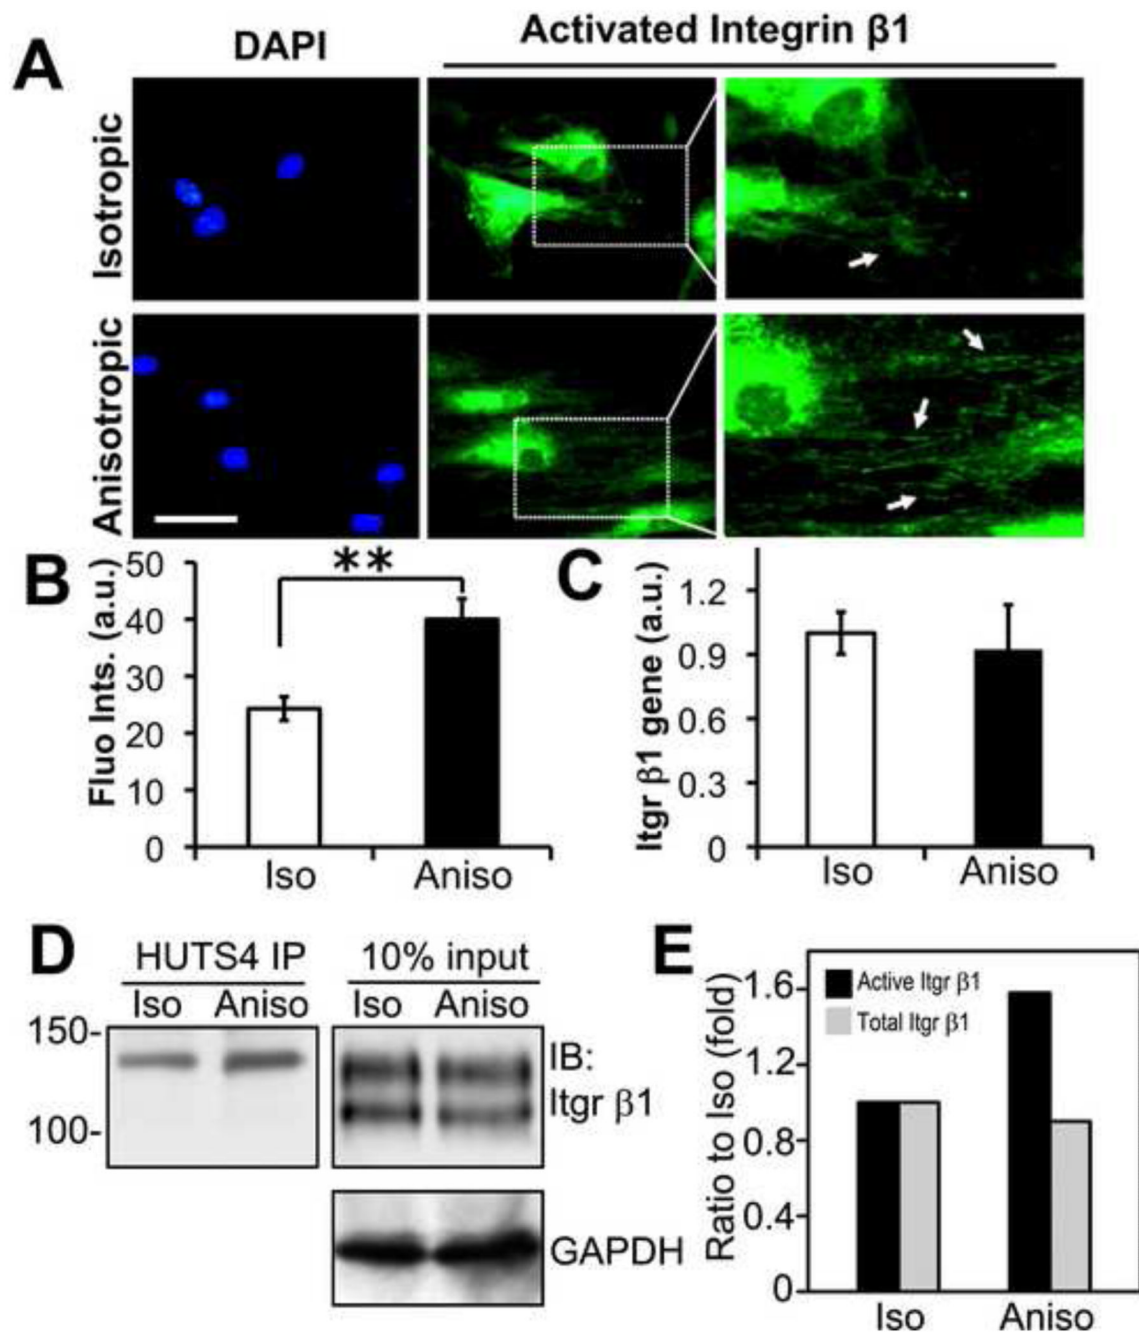 A
DAPI
Activated Integrin β1
Isotropic
Anisotropic
B
Fluo Ints. (a.u.)
50
40
30
20
10
0
**
Iso
Aniso
C
Itgr β1 gene (a.u.)
1.2
0.9
0.6
0.3
0
Iso
Aniso
D
HUTS4 IP
10% input
Iso
Aniso
Iso
Aniso
150-
100-
IB:
Itgr β1
GAPDH
E
Ratio to Iso (fold)
1.6
1.2
0.8
0.4
0
Active Itgr β1
Total Itgr β1
Iso
Aniso